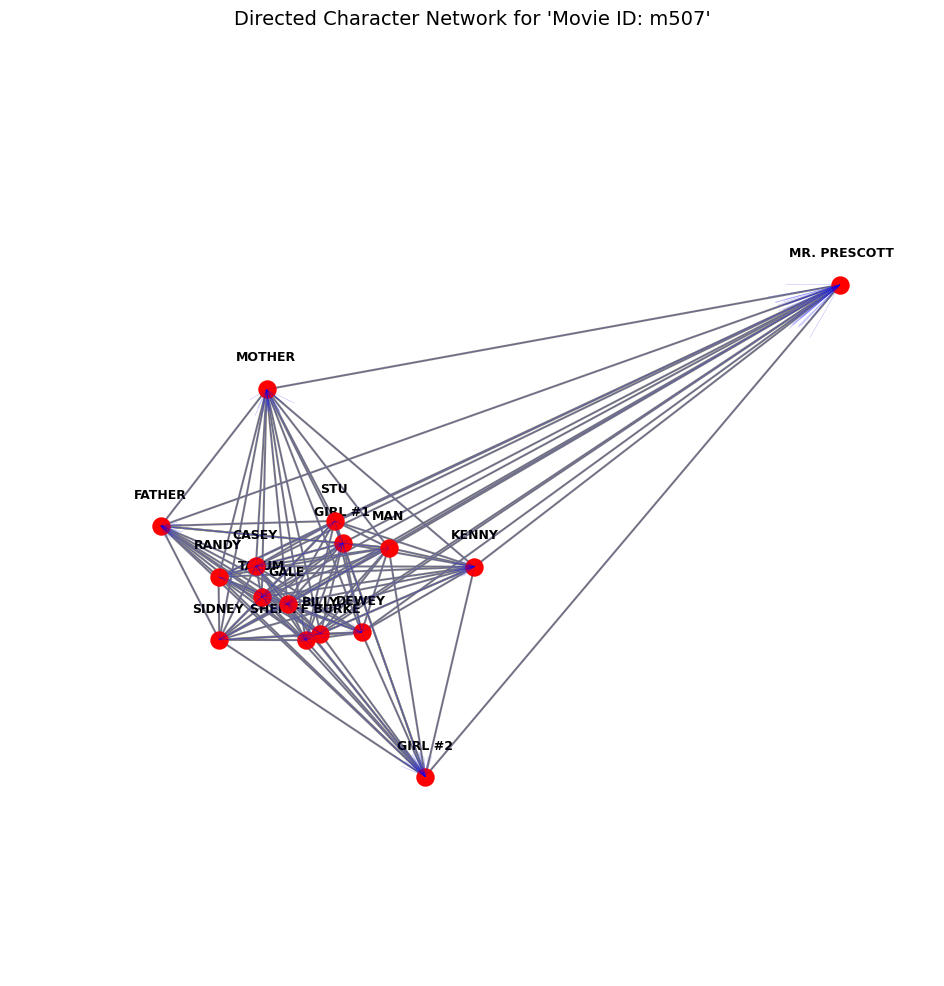 Directed Character Network for 'Movie ID: m507'
MR. PRESCOTT
MOTHER
STU
FATHER
GIRL #1
MAN
CASEY
KENNY
RANDY
TATUM
GALE
BILLY
DEWEY
SIDNEY
SHERIFF BURKE
GIRL #2